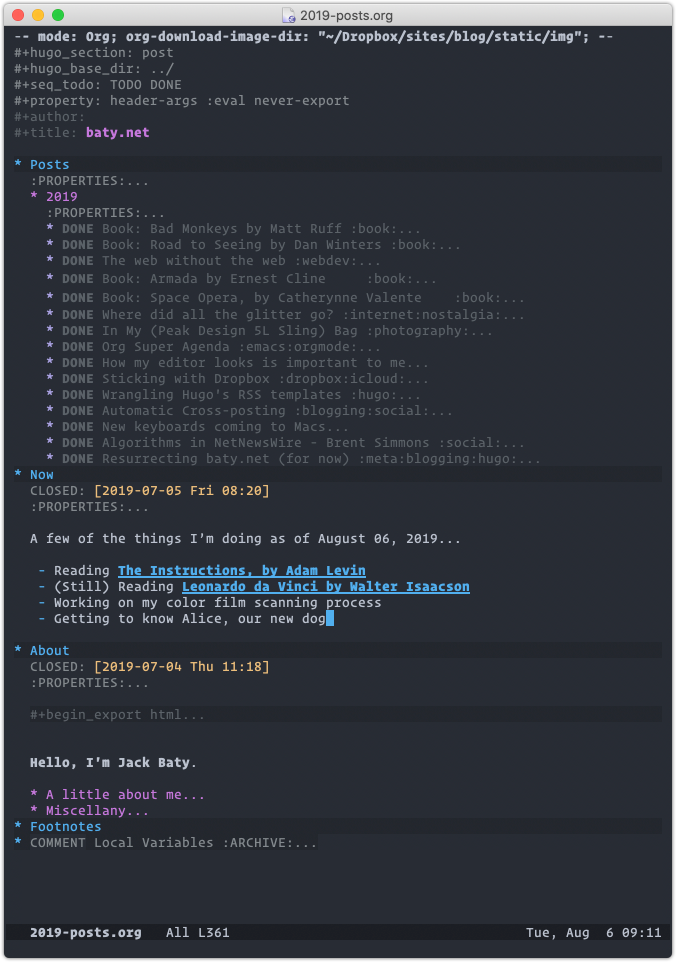 2019-posts.org
-- mode: Org; org-download-image-dir: "~/Dropbox/sites/blog/static/img"; --
#+hugo_section: post
#+hugo_base_dir: ../
#+seq_todo: TODO DONE
#+property: header-args :eval never-export
#+author:
#+title: baty.net
* Posts
:PROPERTIES:...
* 2019
:PROPERTIES:...
* DONE Book: Bad Monkeys by Matt Ruff :book:...
* DONE Book: Road to Seeing by Dan Winters :book:...
* DONE The web without the web :webdev:...
* DONE Book: Armada by Ernest Cline :book:...
* DONE Book: Space Opera, by Catherynne Valente :book:...
* DONE Where did all the glitter go? :internet:nostalgia:...
* DONE In My (Peak Design 5L Sling) Bag :photography:...
* DONE Org Super Agenda :emacs:orgmode:...
* DONE How my editor looks is important to me...
* DONE Sticking with Dropbox :dropbox:icloud:...
* DONE Wrangling Hugo's RSS templates :hugo:...
* DONE Automatic Cross-posting :blogging:social:...
* DONE New keyboards coming to Macs...
* DONE Algorithms in NetNewsWire - Brent Simmons :social:...
* DONE Resurrecting baty.net (for now) :meta:blogging:hugo:...
* Now
CLOSED: [2019-07-05 Fri 08:20]
:PROPERTIES:...
A few of the things I’m doing as of August 06, 2019...
- Reading The Instructions, by Adam Levin
- (Still) Reading Leonardo da Vinci by Walter Isaacson
- Working on my color film scanning process
- Getting to know Alice, our new dog
* About
CLOSED: [2019-07-04 Thu 11:18]
:PROPERTIES:...
#+begin_export html...
Hello, I’m Jack Baty.
* A little about me...
* Miscellany...
* Footnotes
* COMMENT Local Variables :ARCHIVE:...
2019-posts.org All L361 Tue, Aug 6 09:11